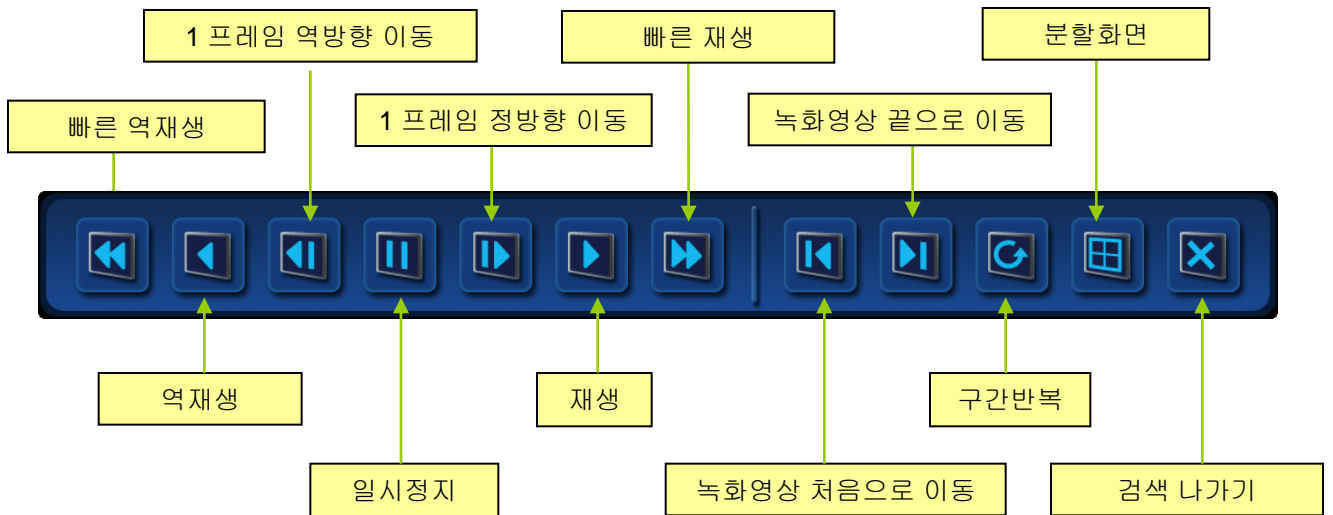 1 프레임 역방향 이동
빠른 재생
분할화면
빠른 역재생
1 프레임 정방향 이동
녹화영상 끝으로 이동
역재생
재생
구간반복
일시정지
녹화영상 처음으로 이동
검색 나가기